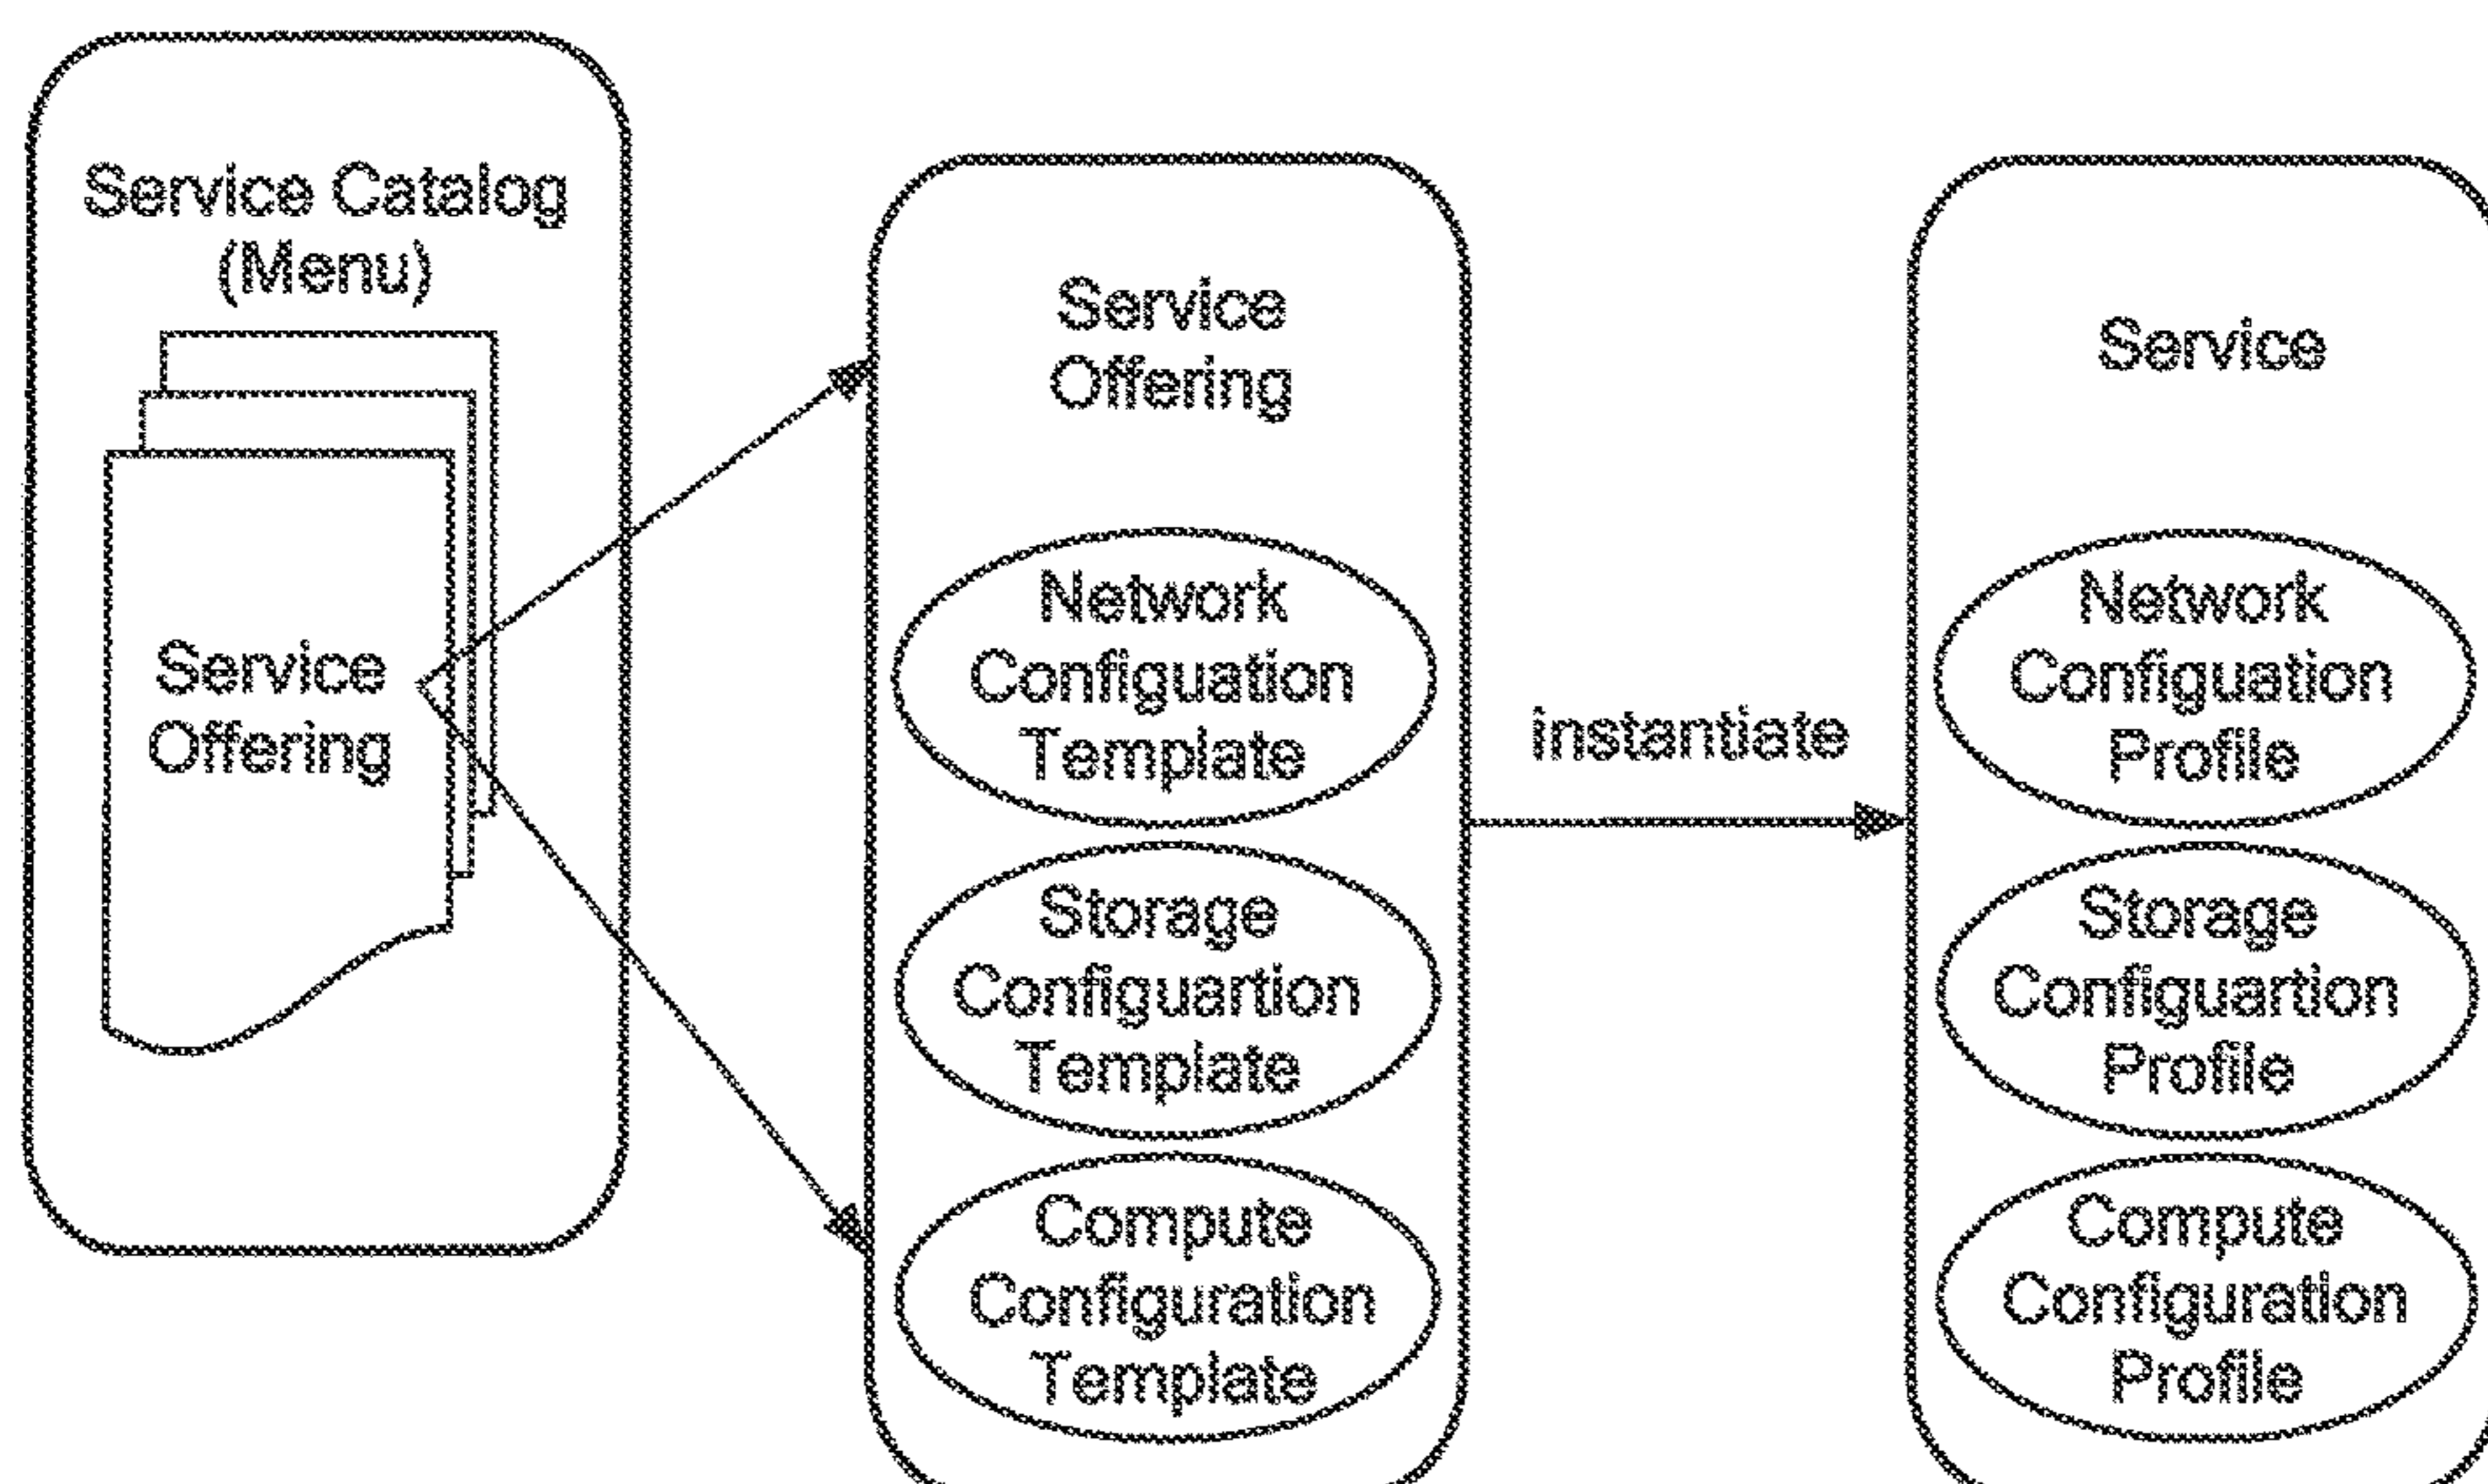 Service Catalog
(Menu)
Service
Offering
Service
Offering
Network
Configuation
Template
Storage
Configuartion
Template
Compute
Configuration
Template
instantiate
Service
Network
Configuation
Profile
Storage
Configuartion
Profile
Compute
Configuration
Profile